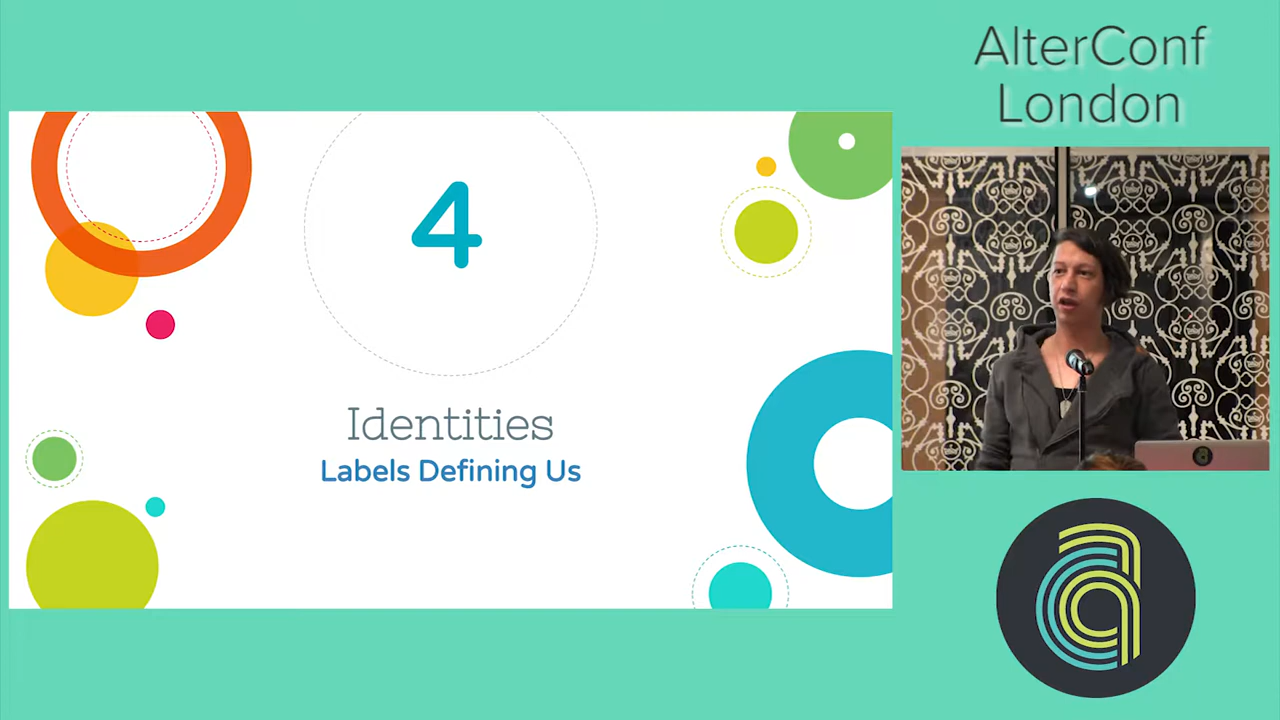 AlterConf
London
4
Identities
Labels Defining Us